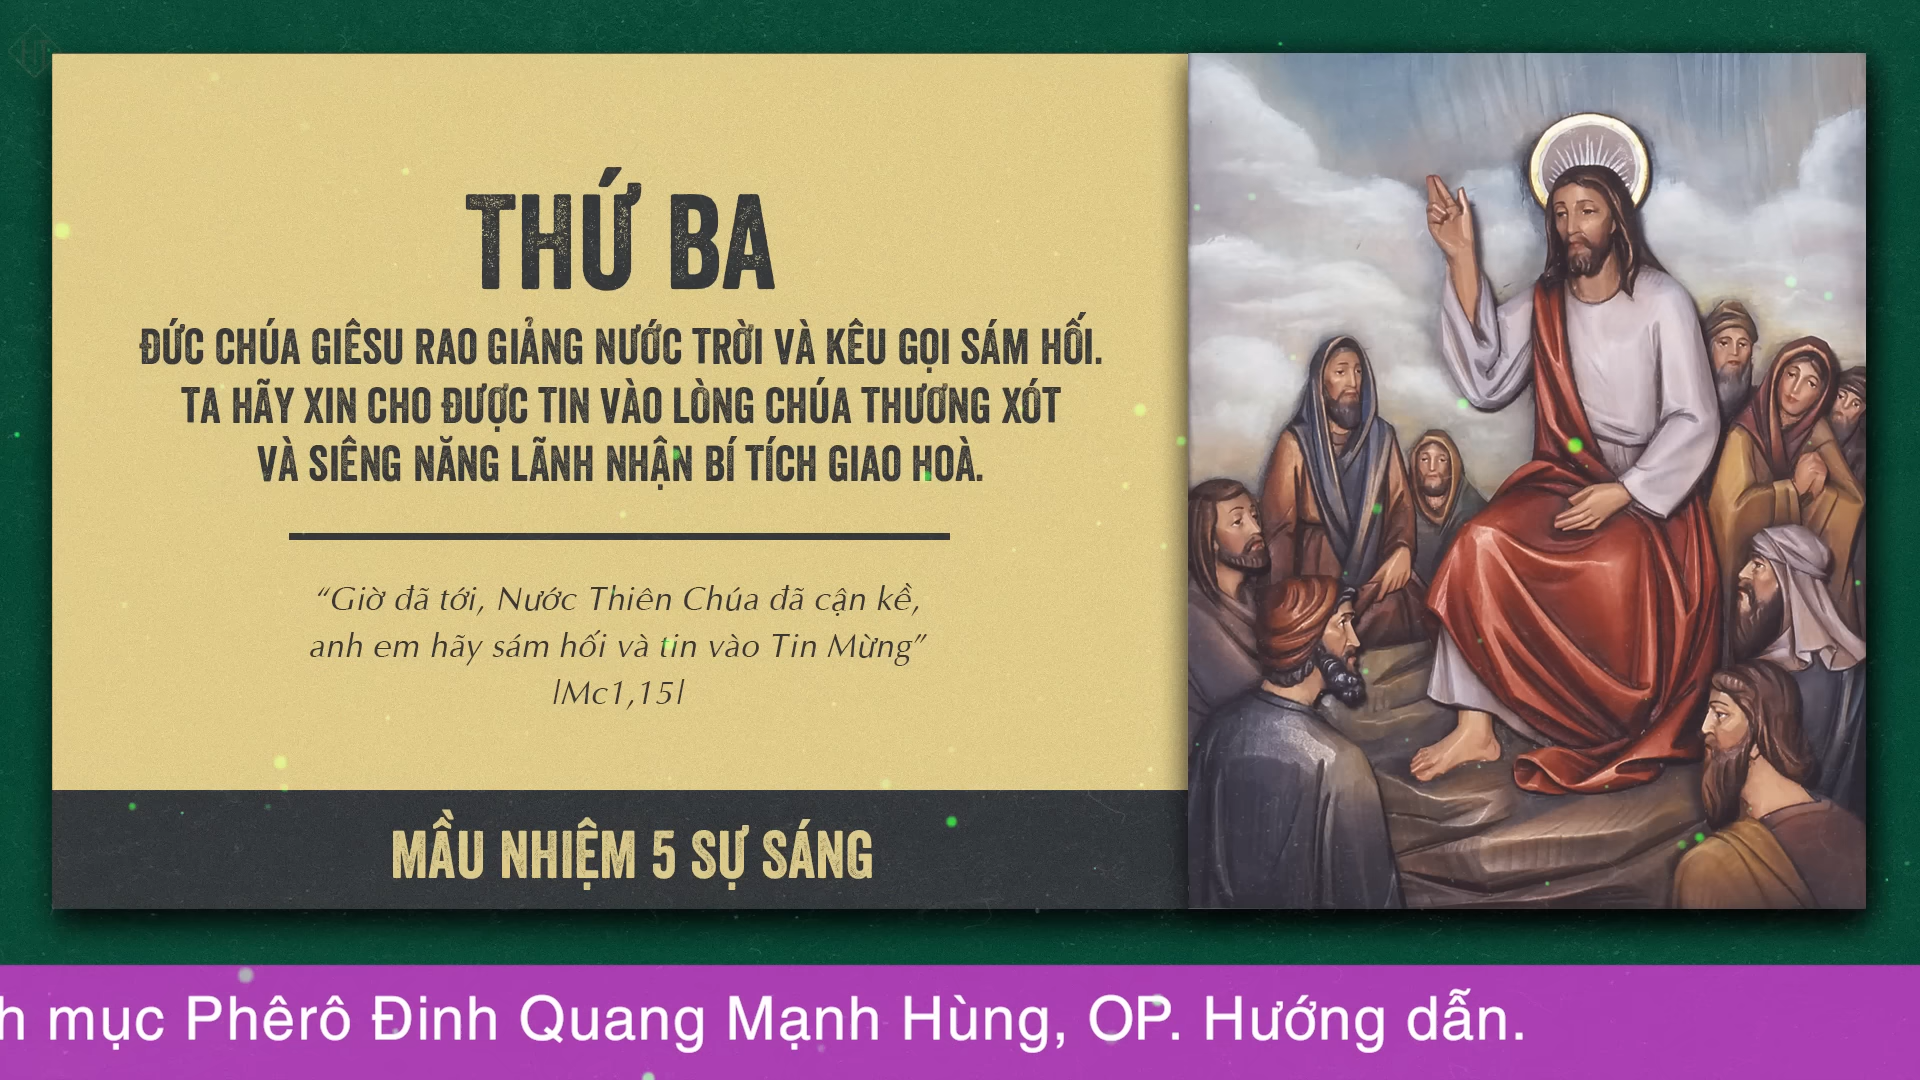 THỨ BA
ĐỨC CHÚA GIÊSU RAO GIẢNG NƯỚC TRỜI VÀ KÊU GỌI SÁM HỐI.
TA HÃY XIN CHO ĐƯỢC TIN VÀO LÒNG CHÚA THƯƠNG XÓT
VÀ SIÊNG NĂNG LÃNH NHẬN BÍ TÍCH GIAO HOÀ.
“Giờ đã tới, Nước Thiên Chúa đã cận kề,
anh em hãy sám hối và tin vào Tin Mừng”
|Mc1,15|
MẦU NHIỆM 5 SỰ SÁNG
h mục Phêrô Đinh Quang Mạnh Hùng, OP. Hướng dẫn.